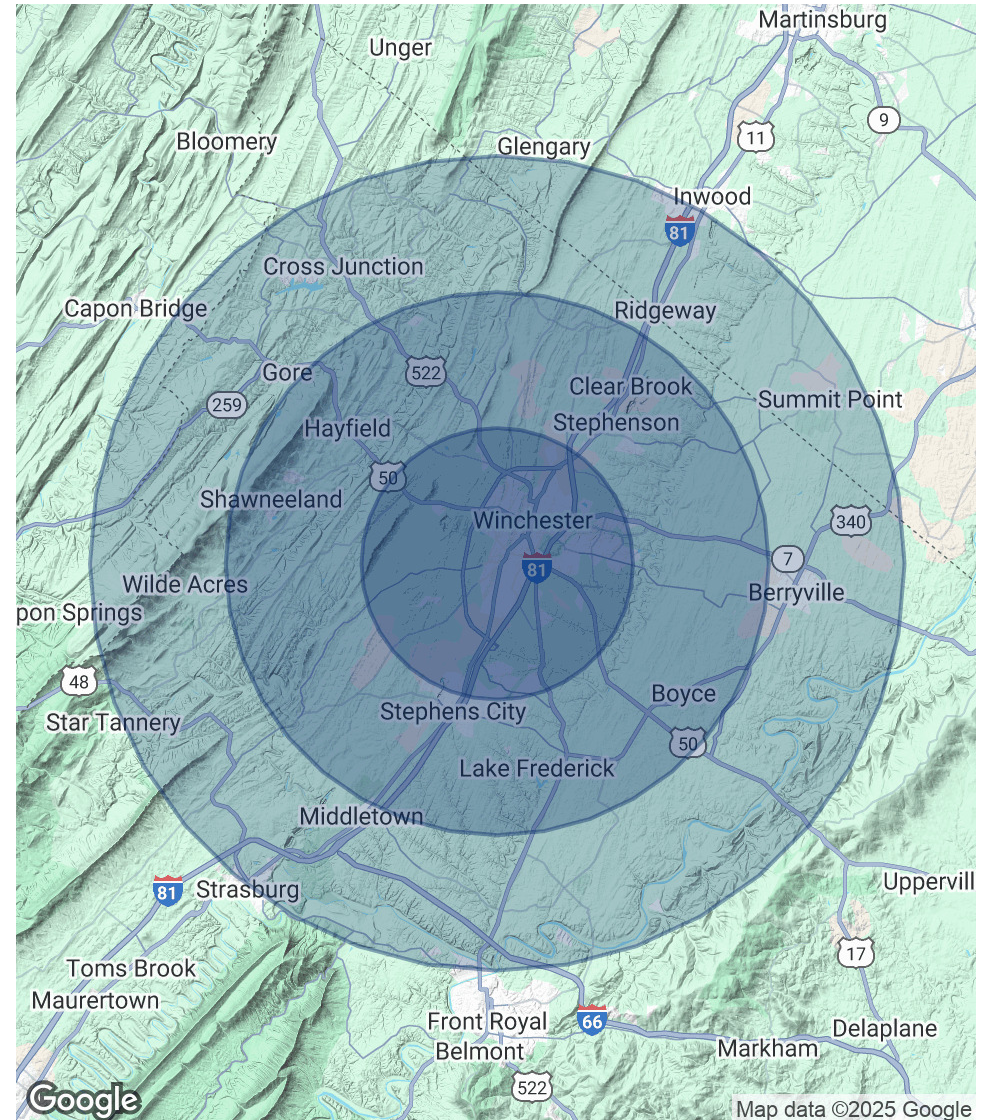 Martinsburg
Unger
9
11
Bloomery
Glengary
Inwood
81
Cross Junction
Capon Bridge
Ridgeway
Gore
522
Clear Brook
259
Summit Point
Hayfield
Stephenson
50
Shawneeland
Winchester
340
7
81
Wilde Acres
Berryville
pon Springs
48
Boyce
Star Tannery
Stephens City
50
Lake Frederick
Middletown
81
Strasburg
Uppervill
17
Toms Brook
Maurertown
Front Royal
66
Delaplane
Belmont
Markham
522
Google
Map data ©2025 Google